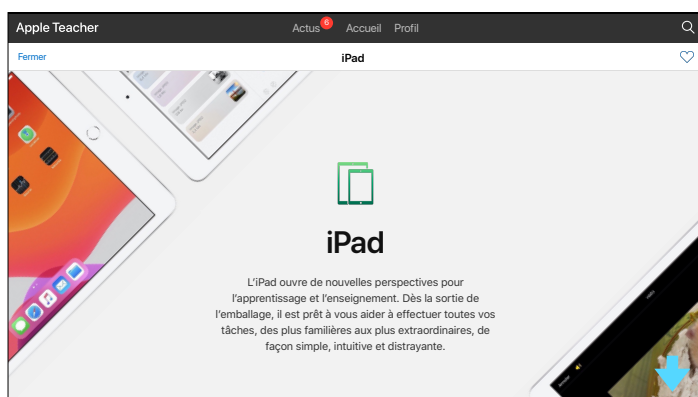 Apple Teacher
Actus 6 Accueil Profil
Fermer
iPad
iPad
L'iPad ouvre de nouvelles perspectives pour
l'apprentissage et l'enseignement. Dès la sortie de
l'emballage, il est prêt à vous aider à effectuer toutes vos
tâches, des plus familières aux plus extraordinaires, de
façon simple, intuitive et distrayante.